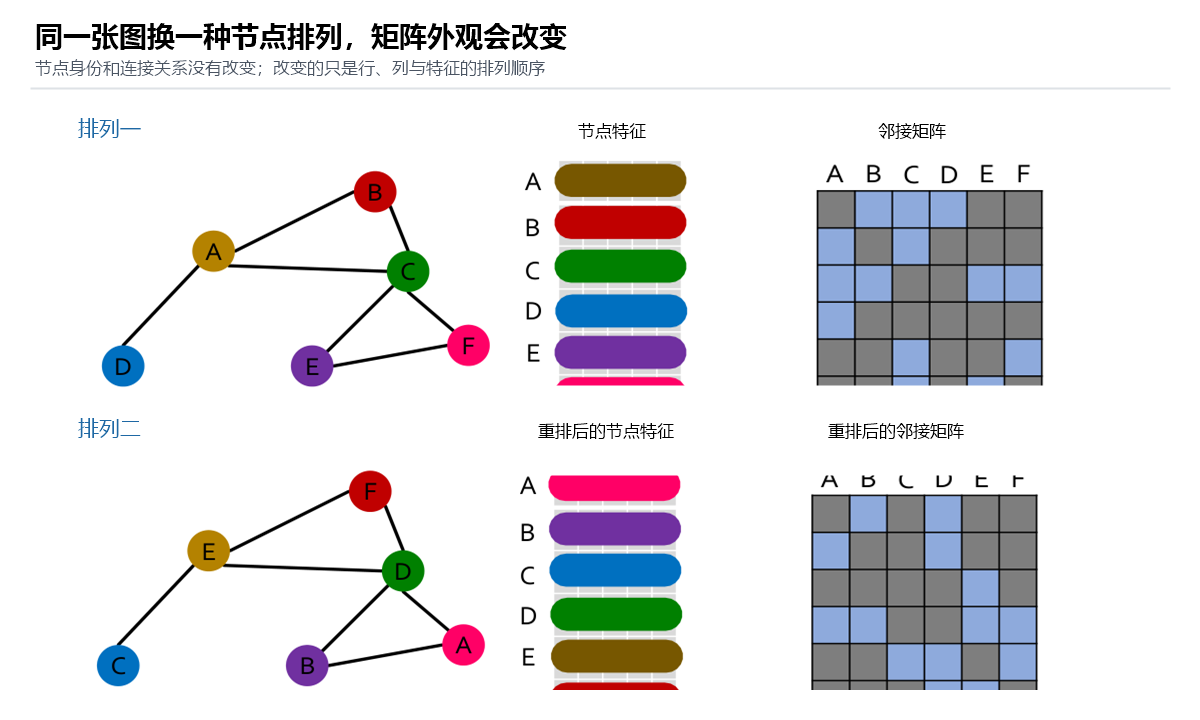 同一张图换一种节点排列，矩阵外观会改变
节点身份和连接关系没有改变；改变的只是行、列与特征的排列顺序
排列一
节点特征
邻接矩阵
A B C D E F
B
A
C
D
E
F
A
B
C
D
E
排列二
重排后的节点特征
重排后的邻接矩阵
A B C D E F
F
E
D
C
B
A
A
B
C
D
E